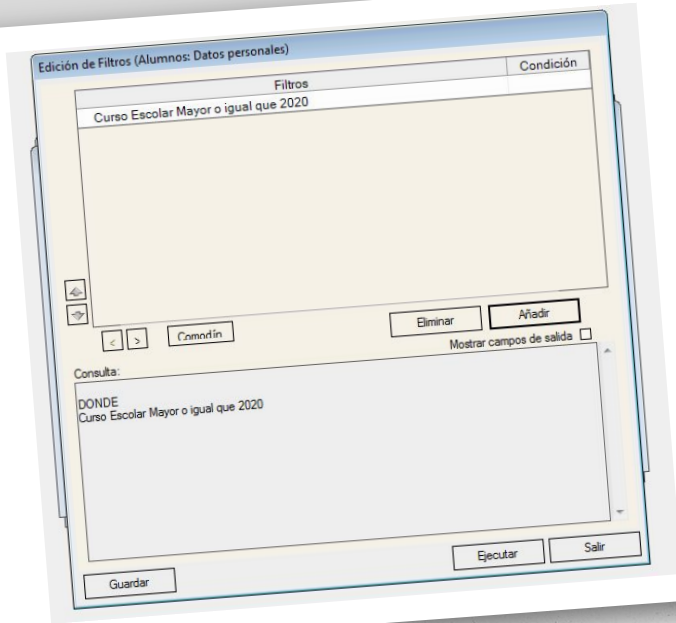 Edición de Filtros (Alumnos: Datos personales)
Filtros
Condición
Curso Escolar Mayor o igual que 2020
<
>
Comodín
Eliminar
Añadir
Mostrar campos de salida
Consulta:
DONDE
Curso Escolar Mayor o igual que 2020
Guardar
Ejecutar
Salir